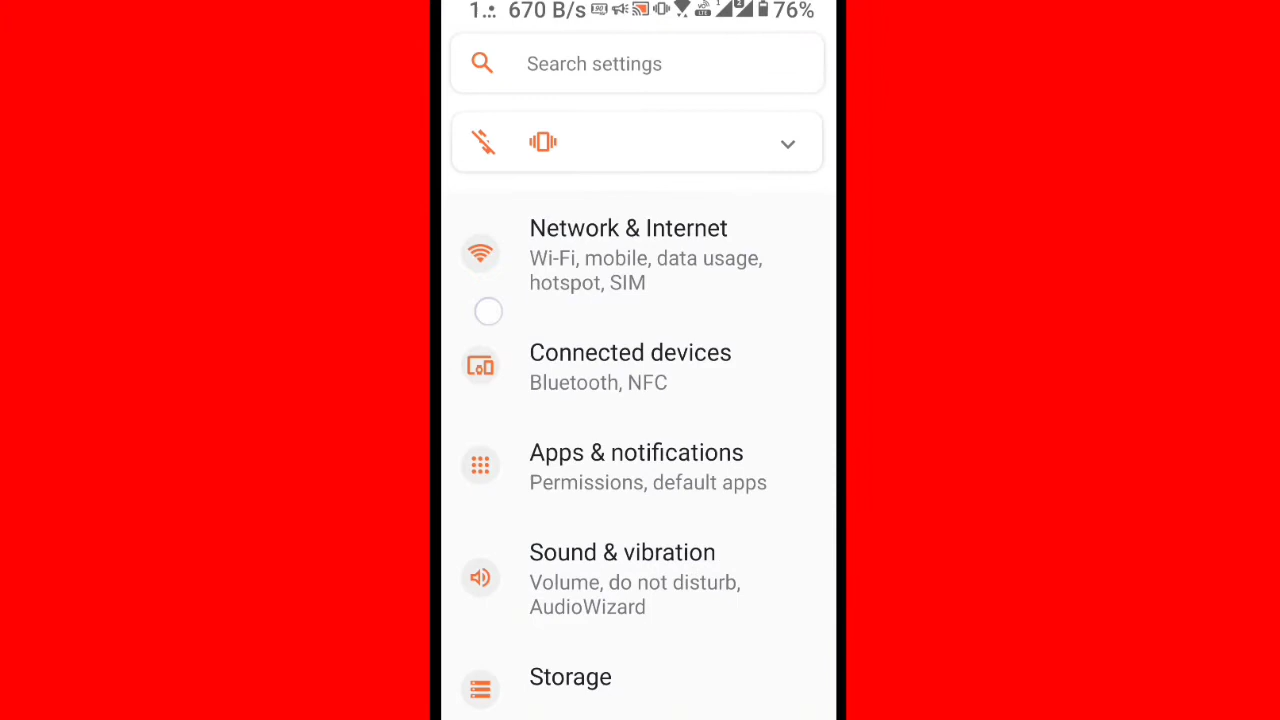 1.. 670 B/s 76%
Search settings
Network & Internet
Wi-Fi, mobile, data usage,
hotspot, SIM
Connected devices
Bluetooth, NFC
Apps & notifications
Permissions, default apps
Sound & vibration
Volume, do not disturb,
AudioWizard
Storage